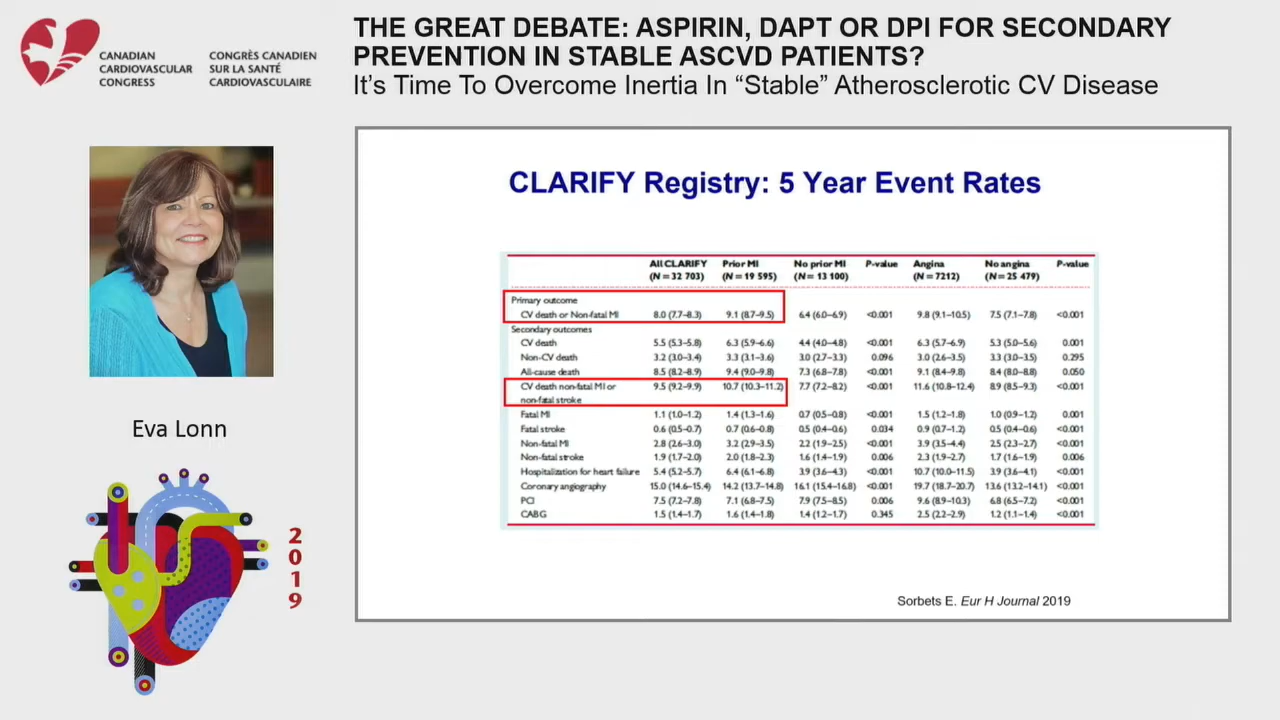 THE GREAT DEBATE: ASPIRIN, DAPT OR DPI FOR SECONDARY
PREVENTION IN STABLE ASCVD PATIENTS?
It's Time To Overcome Inertia In “Stable” Atherosclerotic CV Disease
CANADIAN
CARDIOVASCULAR
CONGRESS
CONGRÈS CANADIEN
SUR LA SANTÉ
CARDIOVASCULAIRE
Eva Lonn
2019
CLARIFY Registry: 5 Year Event Rates
All CLARIFY Prior MI No prior MI P-value Angina No angina P-value
(N = 32 703) (N = 19 595) (N = 13 100) (N = 7212) (N = 25 479)
Primary outcome
CV death or Non-fatal MI 8.0 (7.7–8.3) 9.1 (8.7–9.5) 6.4 (6.0–6.9) <0.001 9.8 (9.1–10.5) 7.5 (7.1–7.8) <0.001
Secondary outcomes
CV death 5.5 (5.3–5.8) 6.3 (5.9–6.6) 4.4 (4.0–4.8) <0.001 6.3 (5.7–6.9) 5.3 (5.0–5.6) 0.001
Non-CV death 3.2 (3.0–3.4) 3.3 (3.1–3.6) 3.0 (2.7–3.3) 0.096 3.0 (2.6–3.5) 3.3 (3.0–3.5) 0.295
All-cause death 8.5 (8.2–8.9) 9.4 (9.0–9.8) 7.3 (6.8–7.8) <0.001 9.1 (8.4–9.8) 8.4 (8.0–8.8) 0.050
CV death non-fatal MI or 9.5 (9.2–9.9) 10.7 (10.3–11.2) 7.7 (7.2–8.2) <0.001 11.6 (10.8–12.4) 8.9 (8.5–9.3) <0.001
non-fatal stroke
Fatal MI 1.1 (1.0–1.2) 1.4 (1.3–1.6) 0.7 (0.5–0.8) <0.001 1.5 (1.2–1.8) 1.0 (0.9–1.2) 0.001
Fatal stroke 0.6 (0.5–0.7) 0.7 (0.6–0.8) 0.5 (0.4–0.6) 0.034 0.9 (0.7–1.2) 0.5 (0.4–0.6) <0.001
Non-fatal MI 2.8 (2.6–3.0) 3.2 (2.9–3.5) 2.2 (1.9–2.5) <0.001 3.9 (3.5–4.4) 2.5 (2.3–2.7) <0.001
Non-fatal stroke 1.9 (1.7–2.0) 2.0 (1.8–2.3) 1.6 (1.4–1.9) 0.006 2.3 (1.9–2.7) 1.7 (1.6–1.9) 0.006
Hospitalization for heart failure 5.4 (5.2–5.7) 6.4 (6.1–6.8) 3.9 (3.6–4.3) <0.001 10.7 (10.0–11.5) 3.9 (3.6–4.1) <0.001
Coronary angiography 15.0 (14.6–15.4) 14.2 (13.7–14.8) 16.1 (15.4–16.8) <0.001 19.7 (18.7–20.7) 13.6 (13.2–14.1) <0.001
PCI 7.5 (7.2–7.8) 7.1 (6.8–7.5) 7.9 (7.5–8.5) 0.006 9.6 (8.9–10.3) 6.8 (6.5–7.2) <0.001
CABG 1.5 (1.4–1.7) 1.6 (1.4–1.8) 1.4 (1.2–1.7) 0.345 2.5 (2.2–2.9) 1.2 (1.1–1.4) <0.001
Sorbets E. Eur H Journal 2019